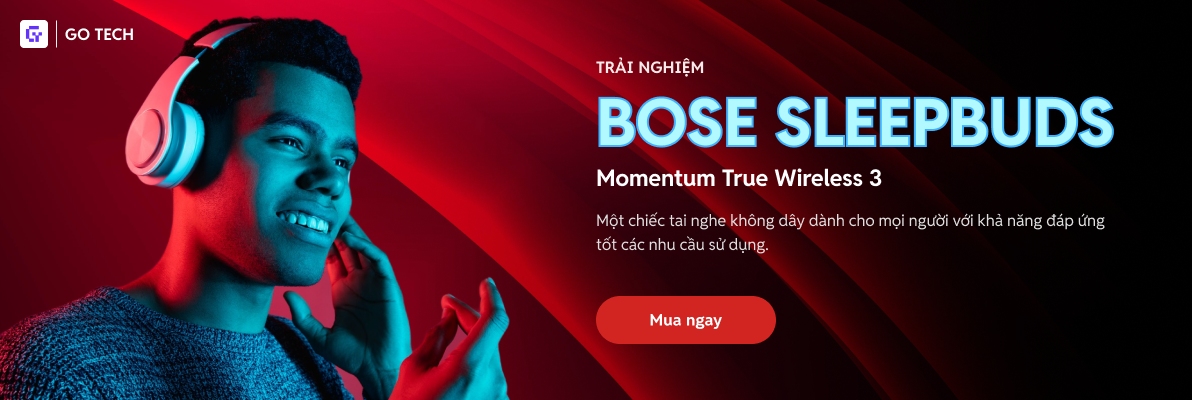 GO TECH
TRẢI NGHIỆM
BOSE SLEEPBUDS
Momentum True Wireless 3
Một chiếc tai nghe không dây dành cho mọi người với khả năng đáp ứng
tốt các nhu cầu sử dụng.
Mua ngay